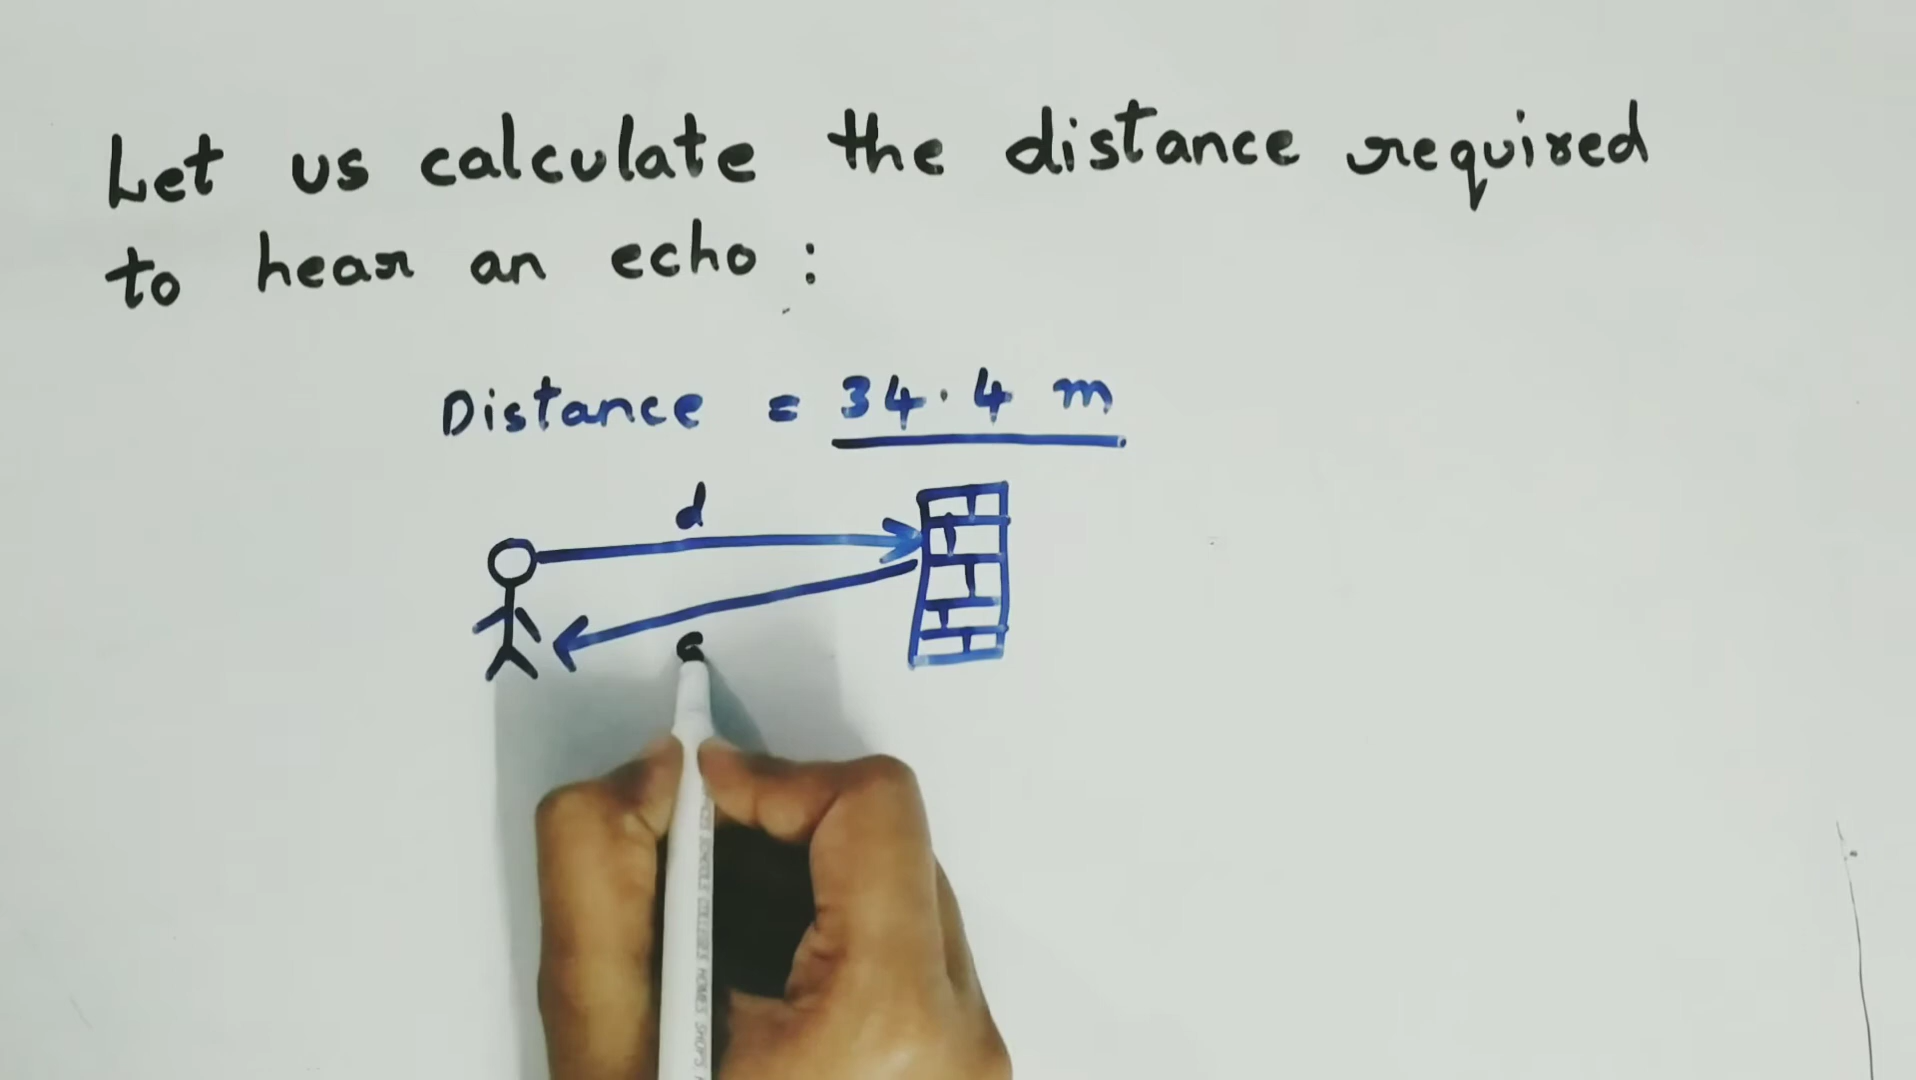 Let us calculate the distance required
to hear an echo :
Distance = 34.4 m
d